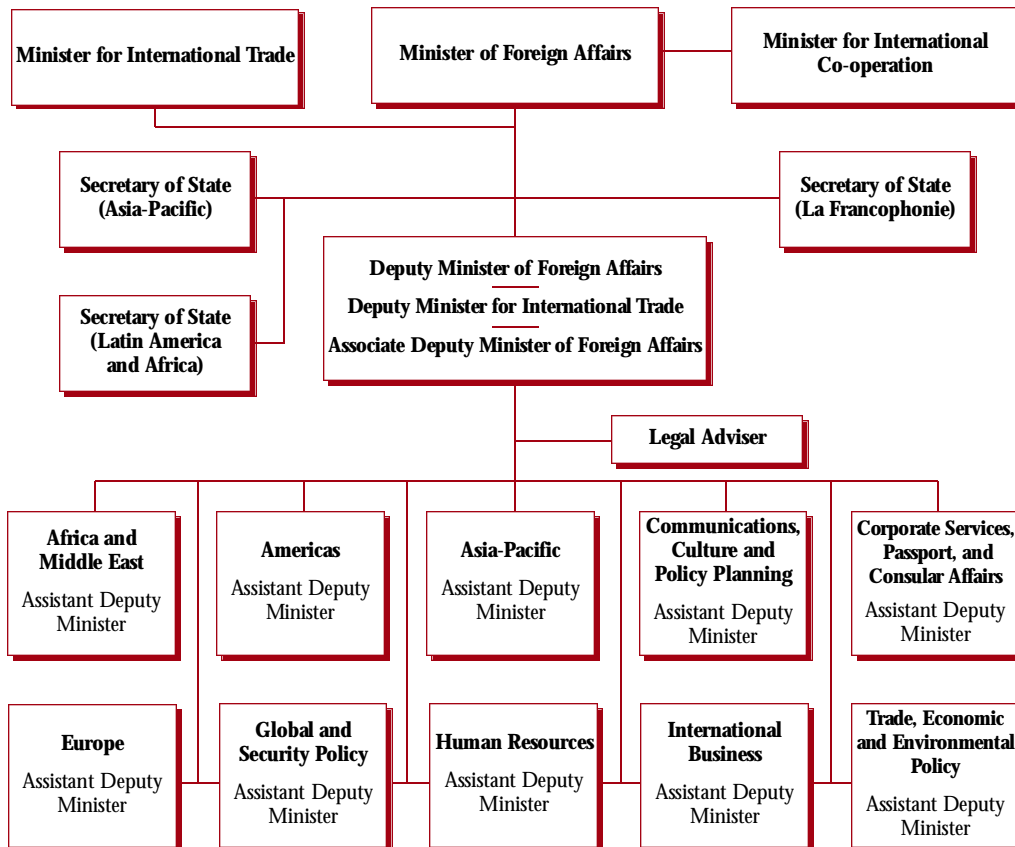 Minister for International Trade
Minister of Foreign Affairs
Minister for International
Co-operation
Secretary of State
(Asia-Pacific)
Secretary of State
(La Francophonie)
Deputy Minister of Foreign Affairs
Deputy Minister for International Trade
Associate Deputy Minister of Foreign Affairs
Secretary of State
(Latin America
and Africa)
Legal Adviser
Africa and
Middle East
Assistant Deputy
Minister
Americas
Assistant Deputy
Minister
Asia-Pacific
Assistant Deputy
Minister
Communications,
Culture and
Policy Planning
Assistant Deputy
Minister
Corporate Services,
Passport, and
Consular Affairs
Assistant Deputy
Minister
Europe
Assistant Deputy
Minister
Global and
Security Policy
Assistant Deputy
Minister
Human Resources
Assistant Deputy
Minister
International
Business
Assistant Deputy
Minister
Trade, Economic
and Environmental
Policy
Assistant Deputy
Minister